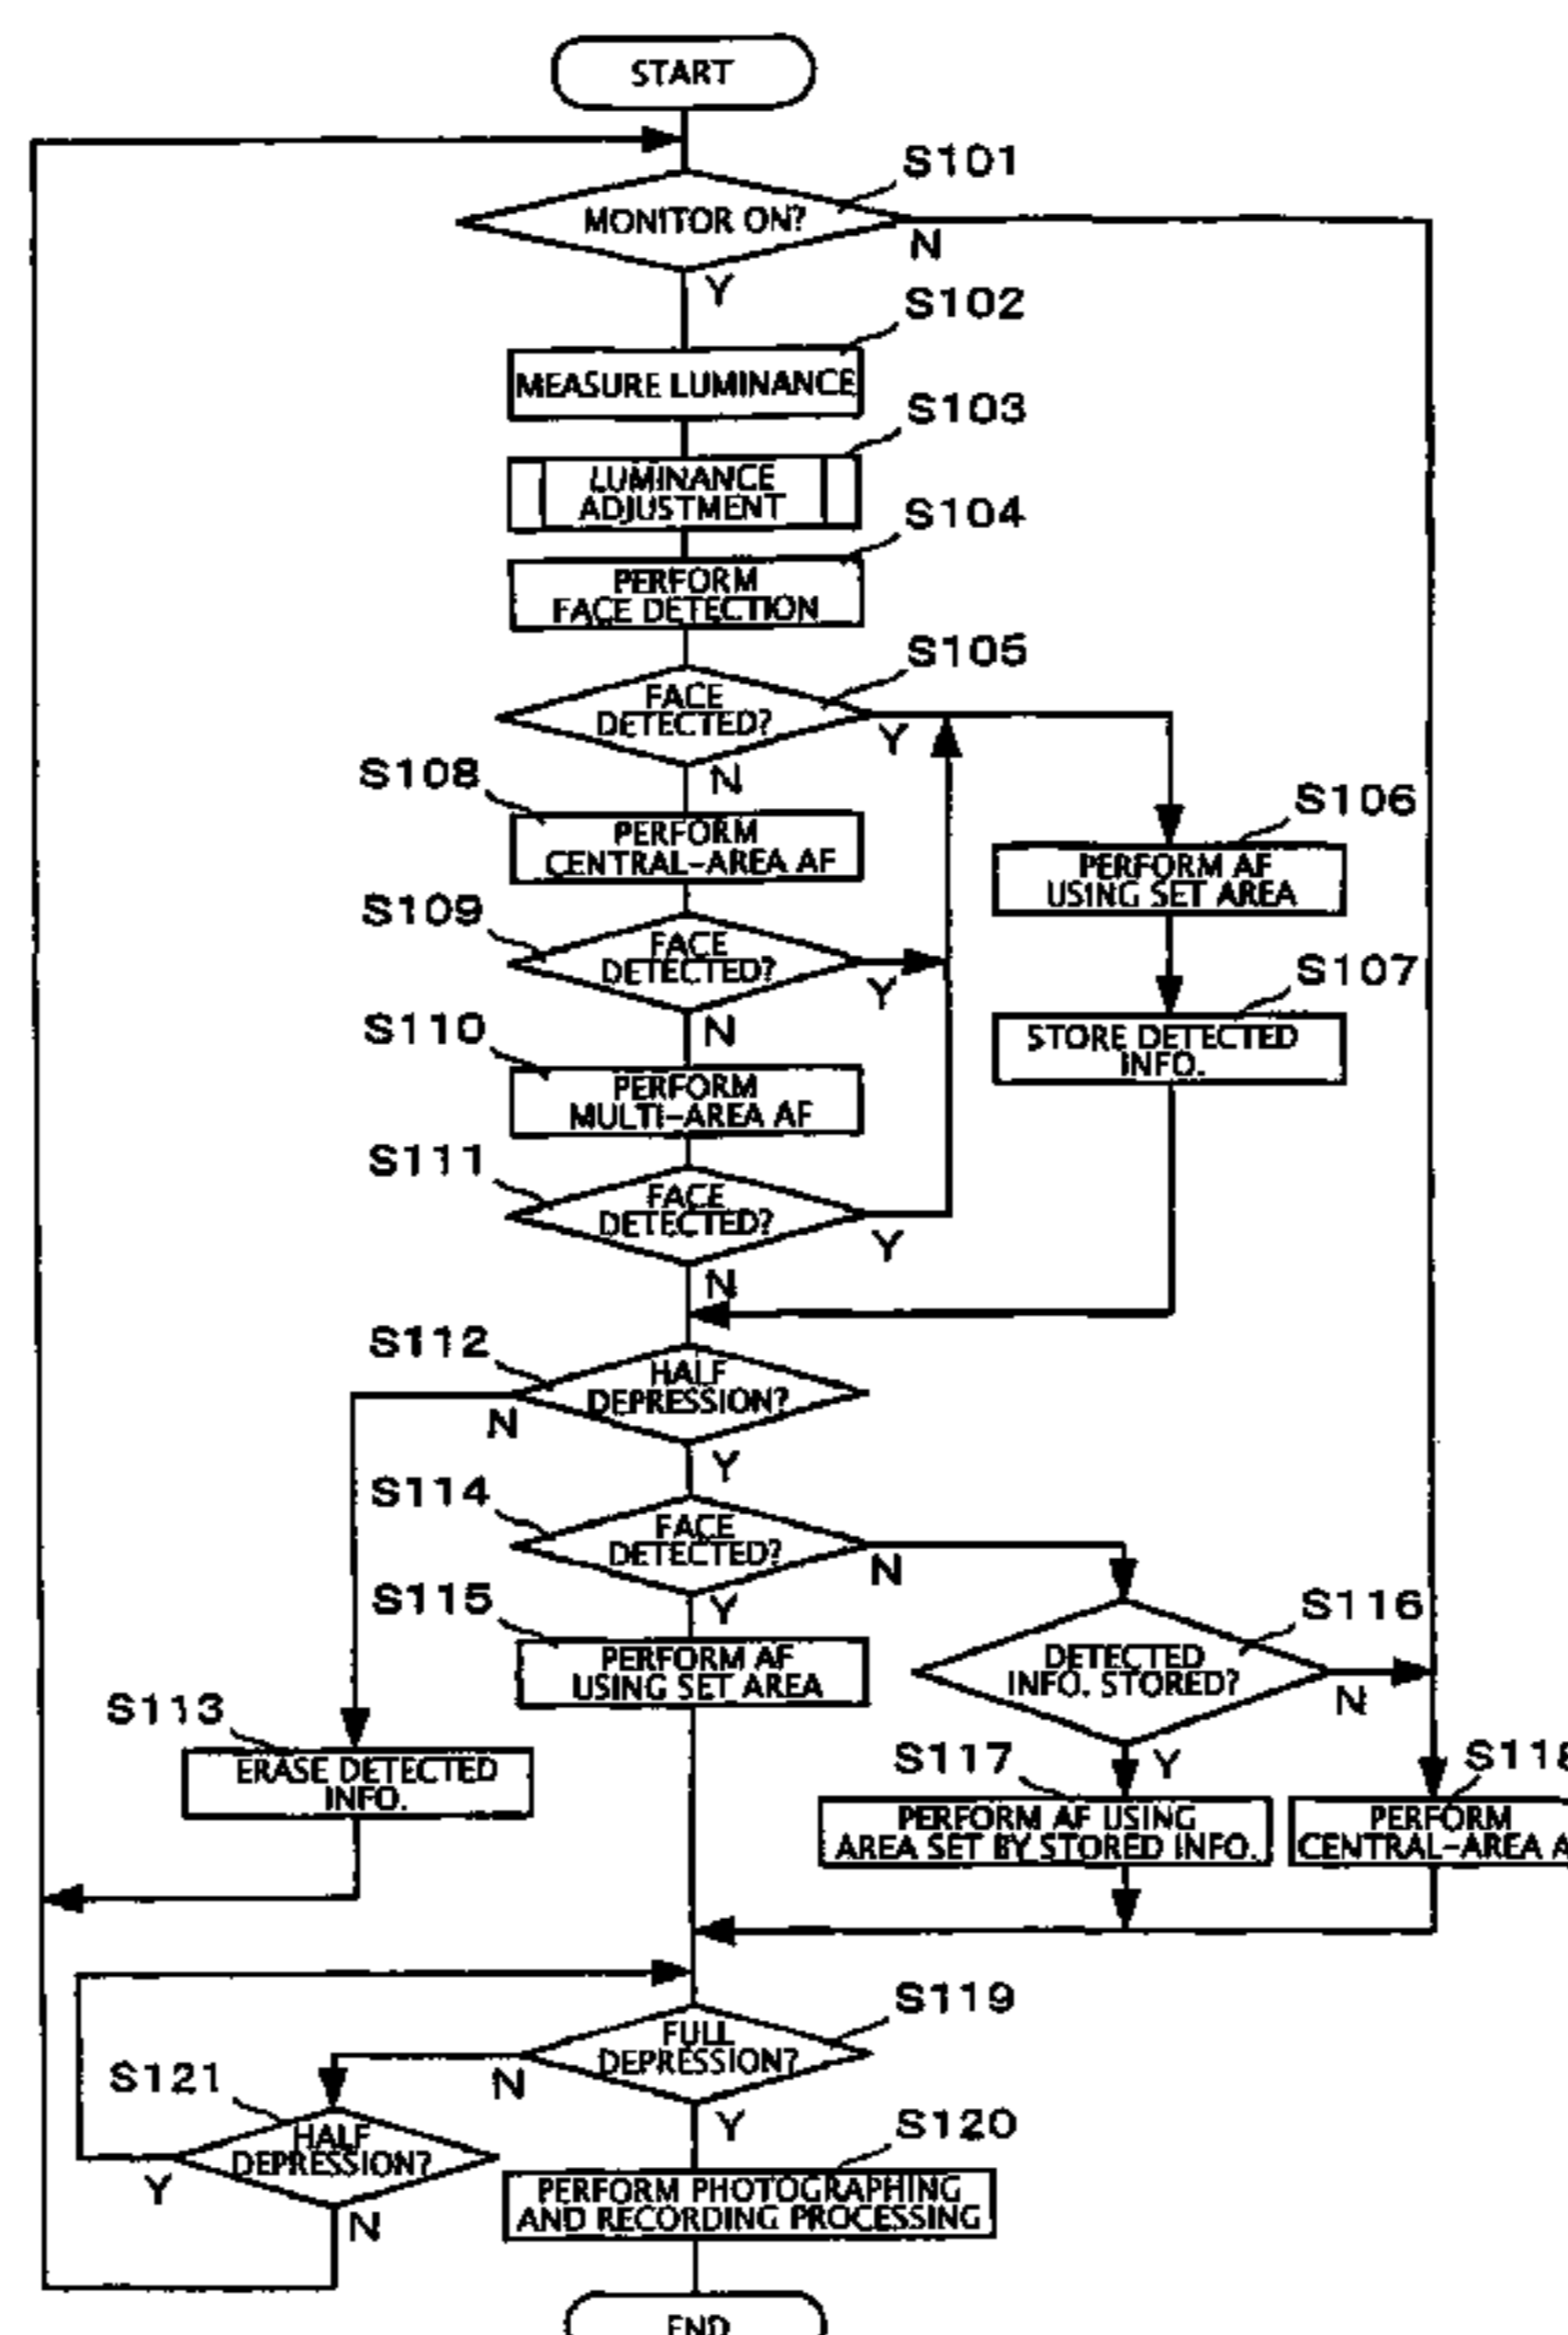 START
S101
MONITOR ON?
N
Y
S102
MEASURE LUMINANCE
S103
LUMINANCE
ADJUSTMENT
S104
PERFORM
FACE DETECTION
S105
FACE
DETECTED?
Y
N
S108
PERFORM
CENTRAL-AREA AF
S106
PERFORM AF
USING SET AREA
S109
FACE
DETECTED?
Y
N
S107
STORE DETECTED
INFO.
S110
PERFORM
MULTI-AREA AF
S111
FACE
DETECTED?
Y
N
S112
HALF
DEPRESSION?
N
Y
S114
FACE
DETECTED?
N
Y
S115
PERFORM AF
USING SET AREA
S116
DETECTED
INFO. STORED?
N
Y
S113
ERASE DETECTED
INFO.
S117
PERFORM AF USING
AREA SET BY STORED INFO.
S118
PERFORM
CENTRAL-AREA A
S119
FULL
DEPRESSION?
N
Y
S121
HALF
DEPRESSION?
Y
N
S120
PERFORM PHOTOGRAPHING
AND RECORDING PROCESSING
END